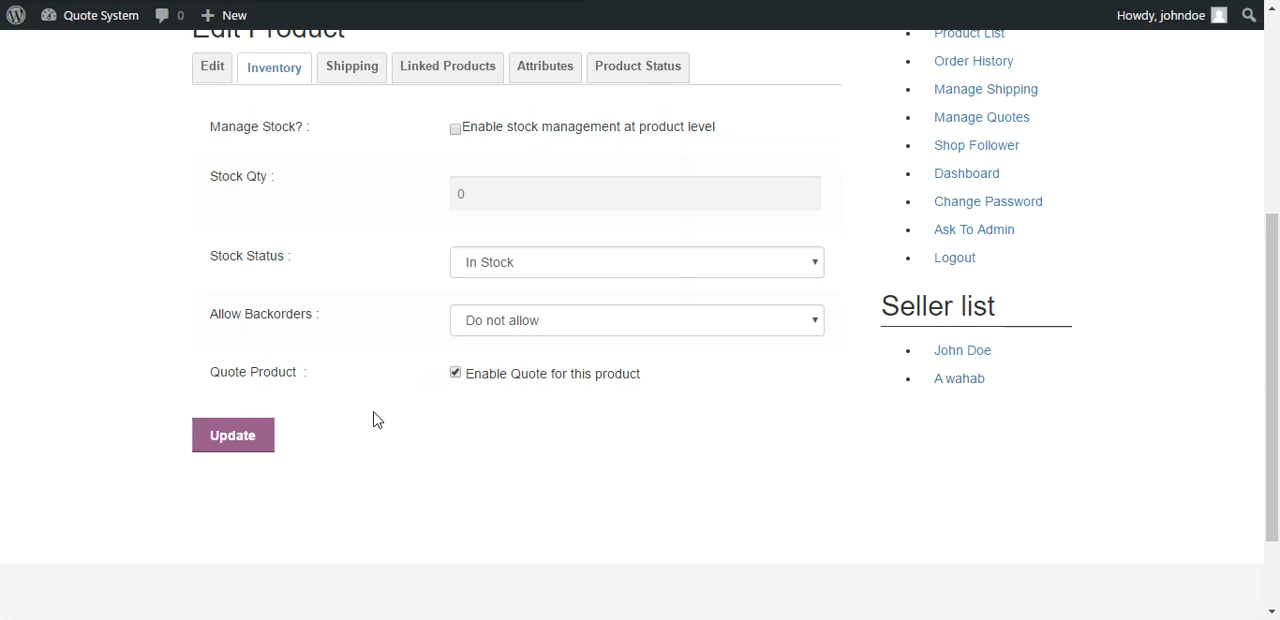 Quote System 0 New Howdy, johndoe
Edit Product
Edit Inventory Shipping Linked Products Attributes Product Status
Manage Stock? : Enable stock management at product level
Stock Qty : 0
Stock Status : In Stock
Allow Backorders : Do not allow
Quote Product : Enable Quote for this product
Update
Product List
Order History
Manage Shipping
Manage Quotes
Shop Follower
Dashboard
Change Password
Ask To Admin
Logout
Seller list
John Doe
A wahab